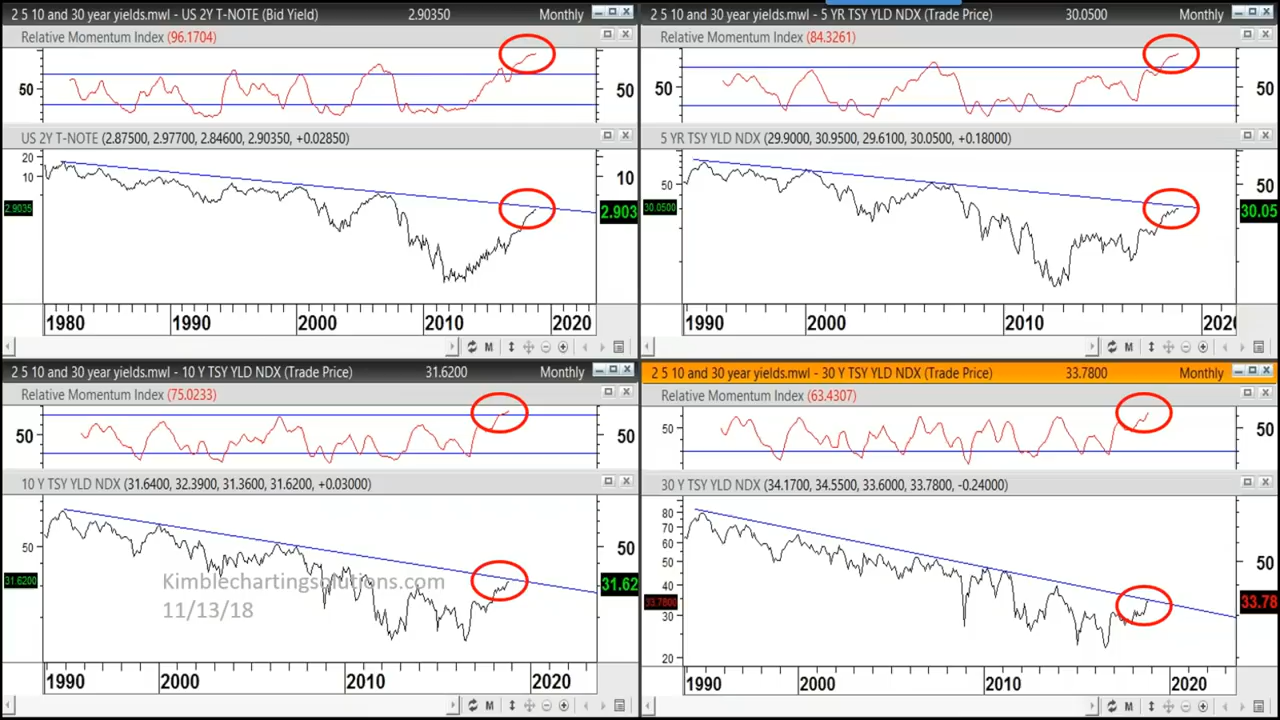 2 5 10 and 30 year yields.mwl - US 2Y T-NOTE (Bid Yield) 2.90350 Monthly
Relative Momentum Index (96.1704)
50 50
US 2Y T-NOTE (2.87500, 2.97700, 2.84600, 2.90350, +0.02850)
20
10 10
2.9035 2.903
1980 1990 2000 2010 2020
M
2 5 10 and 30 year yields.mwl - 5 YR TSY YLD NDX (Trade Price) 30.0500 Monthly
Relative Momentum Index (84.3261)
50 50
5 YR TSY YLD NDX (29.9000, 30.9500, 29.6100, 30.0500, +0.18000)
50 50
30.0500 30.05
1990 2000 2010 2020
M
2 5 10 and 30 year yields.mwl - 10 Y TSY YLD NDX (Trade Price) 31.6200 Monthly
Relative Momentum Index (75.0233)
50 50
10 Y TSY YLD NDX (31.6400, 32.3900, 31.3600, 31.6200, +0.03000)
50 50
31.6200 31.62
Kimblechartingsolutions.com
11/13/18
1990 2000 2010 2020
M
2 5 10 and 30 year yields.mwl - 30 Y TSY YLD NDX (Trade Price) 33.7800 Monthly
Relative Momentum Index (63.4307)
50 50
30 Y TSY YLD NDX (34.1700, 34.5500, 33.6000, 33.7800, -0.24000)
80
70
60
50 50
40
33.7800 33.78
30
20
1990 2000 2010 2020
M